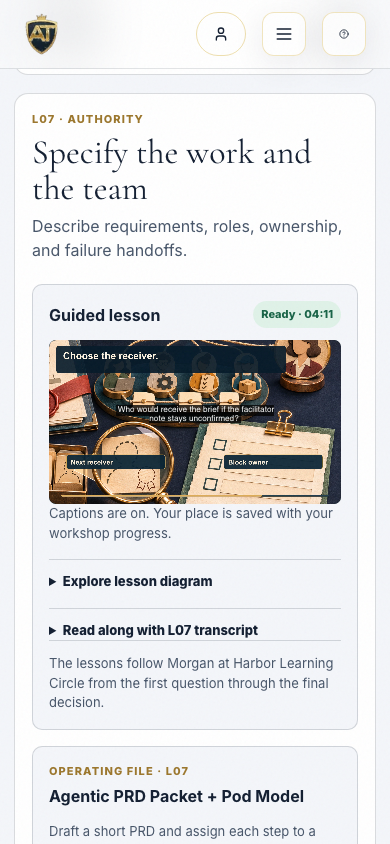 AT
L07 · AUTHORITY
Specify the work and
the team
Describe requirements, roles, ownership,
and failure handoffs.
Guided lesson
Ready · 04:11
Choose the receiver.
Who would receive the brief if the facilitator
note stays unconfirmed?
Next receiver
Block owner
Captions are on. Your place is saved with your
workshop progress.
Explore lesson diagram
Read along with L07 transcript
The lessons follow Morgan at Harbor Learning
Circle from the first question through the final
decision.
OPERATING FILE · L07
Agentic PRD Packet + Pod Model
Draft a short PRD and assign each step to a